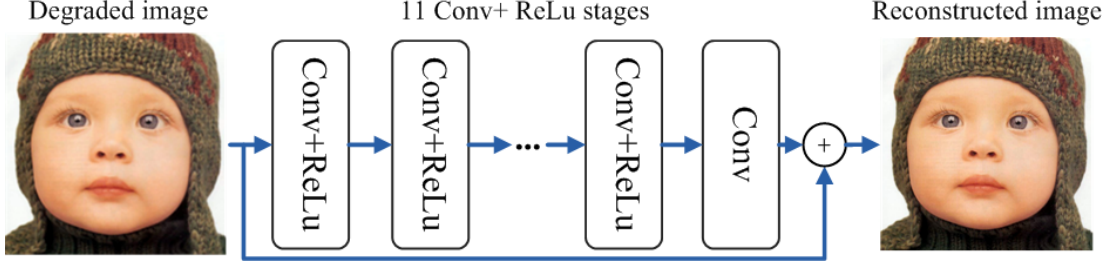 Degraded image
11 Conv+ ReLu stages
Reconstructed image
Conv+ReLu
Conv+ReLu
...
Conv+ReLu
Conv
+